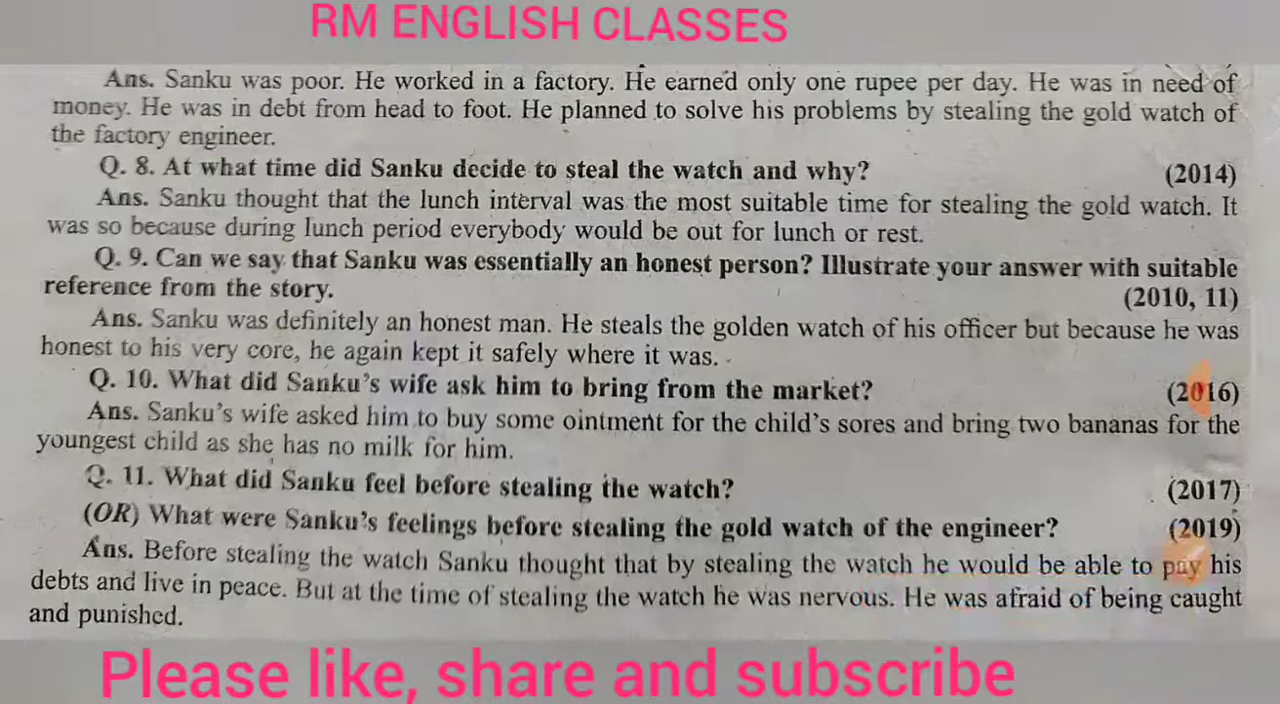 RM ENGLISH CLASSES
Ans. Sanku was poor. He worked in a factory. He earned only one rupee per day. He was in need of
money. He was in debt from head to foot. He planned to solve his problems by stealing the gold watch of
the factory engineer.
Q. 8. At what time did Sanku decide to steal the watch and why? (2014)
Ans. Sanku thought that the lunch interval was the most suitable time for stealing the gold watch. It
was so because during lunch period everybody would be out for lunch or rest.
Q. 9. Can we say that Sanku was essentially an honest person? Illustrate your answer with suitable
reference from the story. (2010, 11)
Ans. Sanku was definitely an honest man. He steals the golden watch of his officer but because he was
honest to his very core, he again kept it safely where it was.
Q. 10. What did Sanku's wife ask him to bring from the market? (2016)
Ans. Sanku's wife asked him to buy some ointment for the child's sores and bring two bananas for the
youngest child as she has no milk for him.
Q. 11. What did Sanku feel before stealing the watch? (2017)
(OR) What were Sanku's feelings before stealing the gold watch of the engineer? (2019)
Ans. Before stealing the watch Sanku thought that by stealing the watch he would be able to pay his
debts and live in peace. But at the time of stealing the watch he was nervous. He was afraid of being caught
and punished.
Please like, share and subscribe